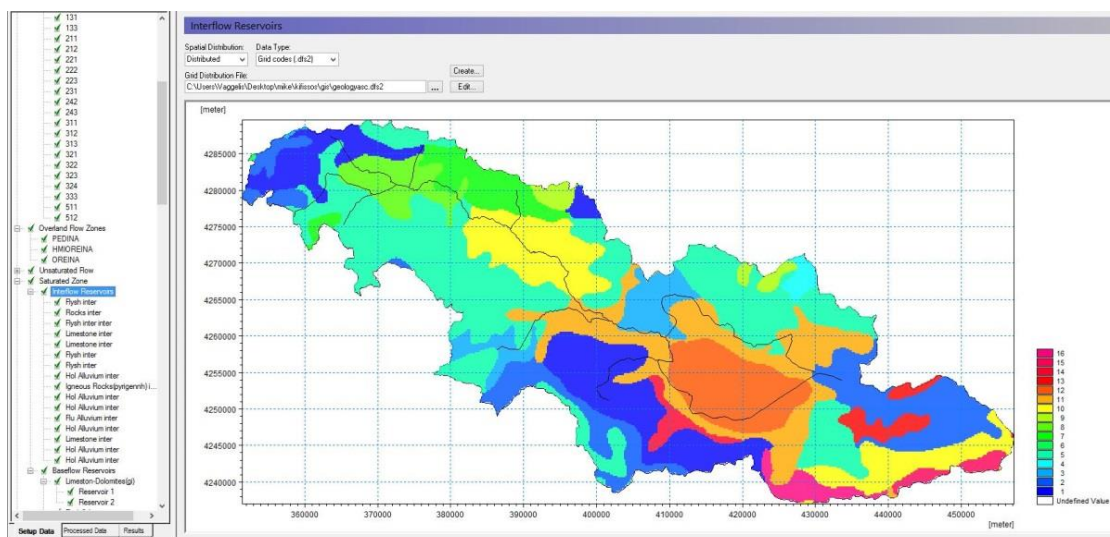 131
133
211
212
221
222
223
231
242
243
311
312
313
321
322
323
324
333
511
512
Overland Flow Zones
PEDINA
HMIOREINA
OREINA
Unsaturated Flow
Saturated Zone
Interflow Reservoirs
Flysh inter
Rocks inter
Flysh inter inter
Limestone inter
Limestone inter
Flysh inter
Flysh inter
Hol Alluvium inter
Igneous Rocks(pyrigennh) i...
Hol Alluvium inter
Hol Alluvium inter
Flu Alluvium inter
Hol Alluvium inter
Limestone inter
Hol Alluvium inter
Baseflow Reservoirs
Limeston-Dolomites(gl)
Reservoir 1
Reservoir 2
Setup Data
Processed Data
Results
Interflow Reservoirs
Spatial Distribution:
Data Type:
Distributed
Grid codes (.dfs2)
Grid Distribution File:
C:\Users\Vaggelis\Desktop\mike\kifissos\gis\geologyasc.dfs2
...
Create...
Edit...
[meter]
4285000
4280000
4275000
4270000
4265000
4260000
4255000
4250000
4245000
4240000
360000
370000
380000
390000
400000
410000
420000
430000
440000
450000
[meter]
16
15
14
13
12
11
10
9
8
7
6
5
4
3
2
1
Undefined Value